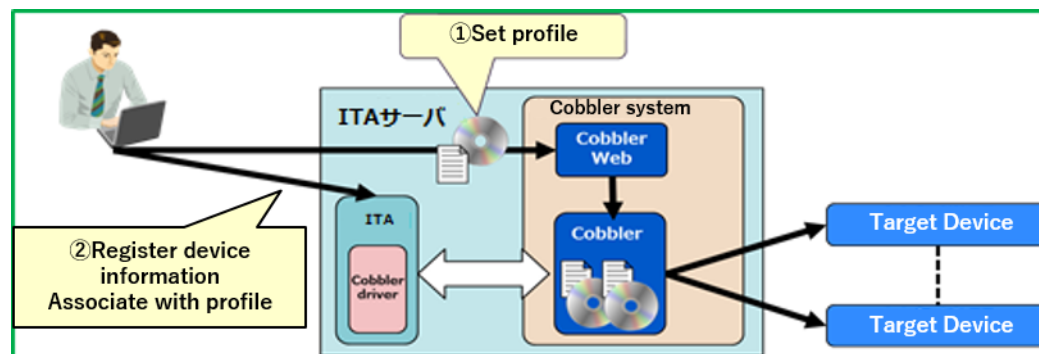 ①Set profile
ITAサーバ
Cobbler system
Cobbler
Web
ITA
Cobbler
driver
Cobbler
②Register device
information
Associate with profile
Target Device
Target Device